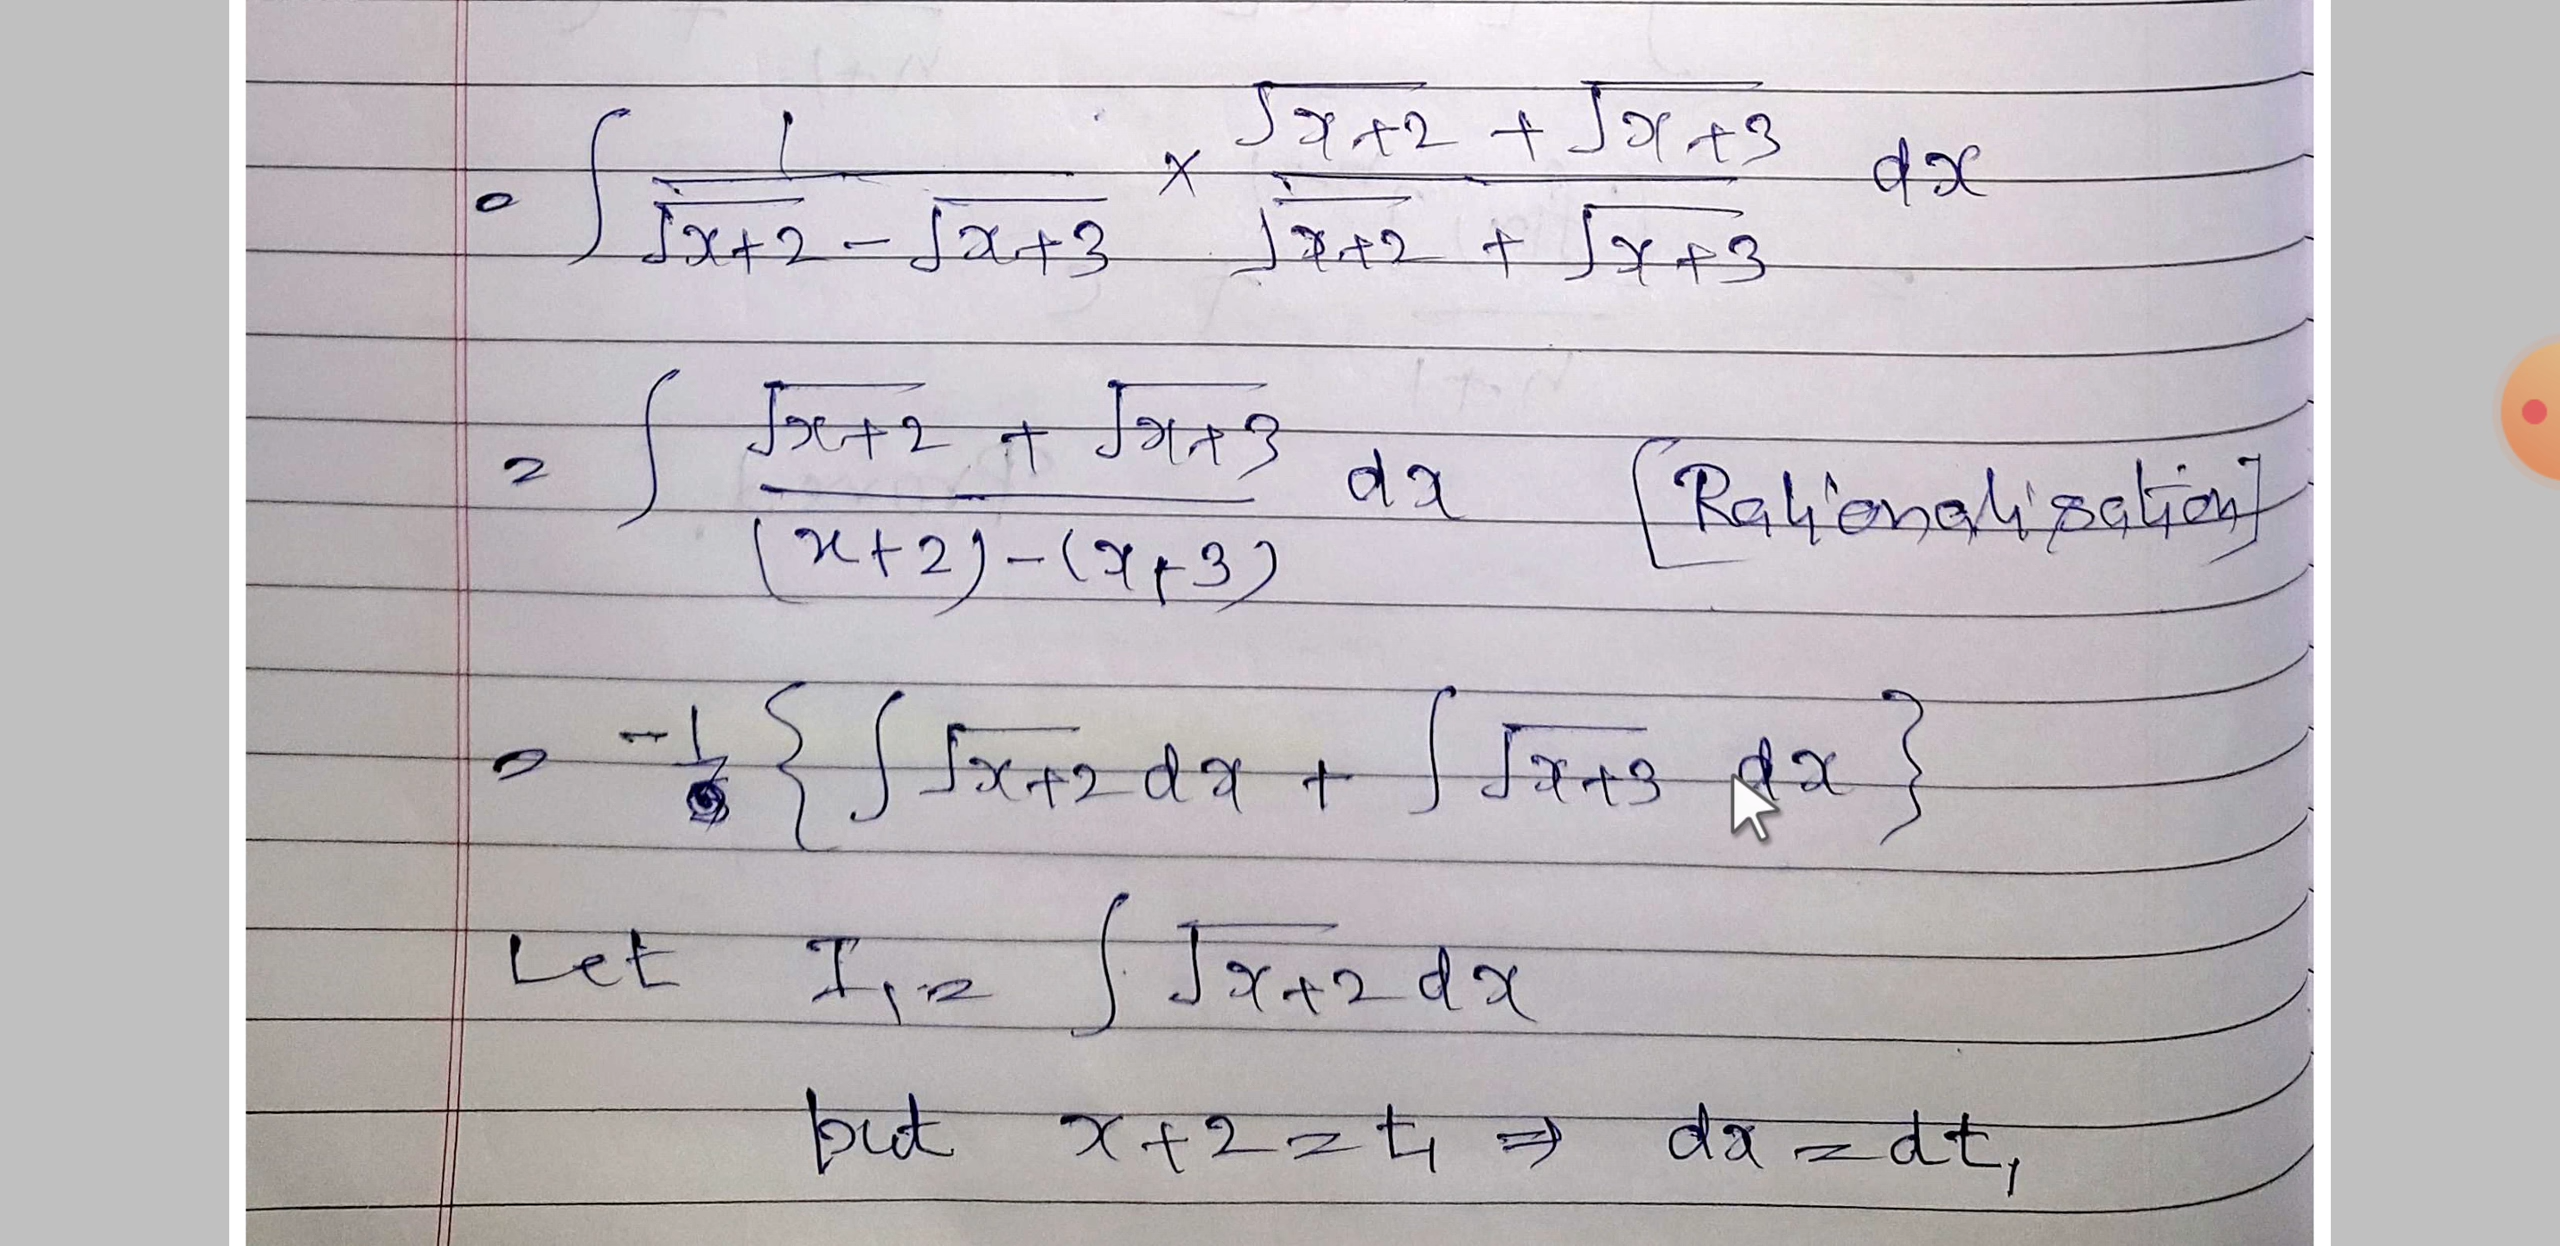 = ∫ 1/(√x+2 − √x+3) × (√x+2 + √x+3)/(√x+2 + √x+3) dx
= ∫ (√x+2 + √x+3)/((x+2)−(x+3)) dx [Rationalisation]
= −1/ { ∫ √x+2 dx + ∫ √x+3 dx }
Let I₁ = ∫ √x+2 dx
put x+2 = t₁ ⇒ dx = dt₁